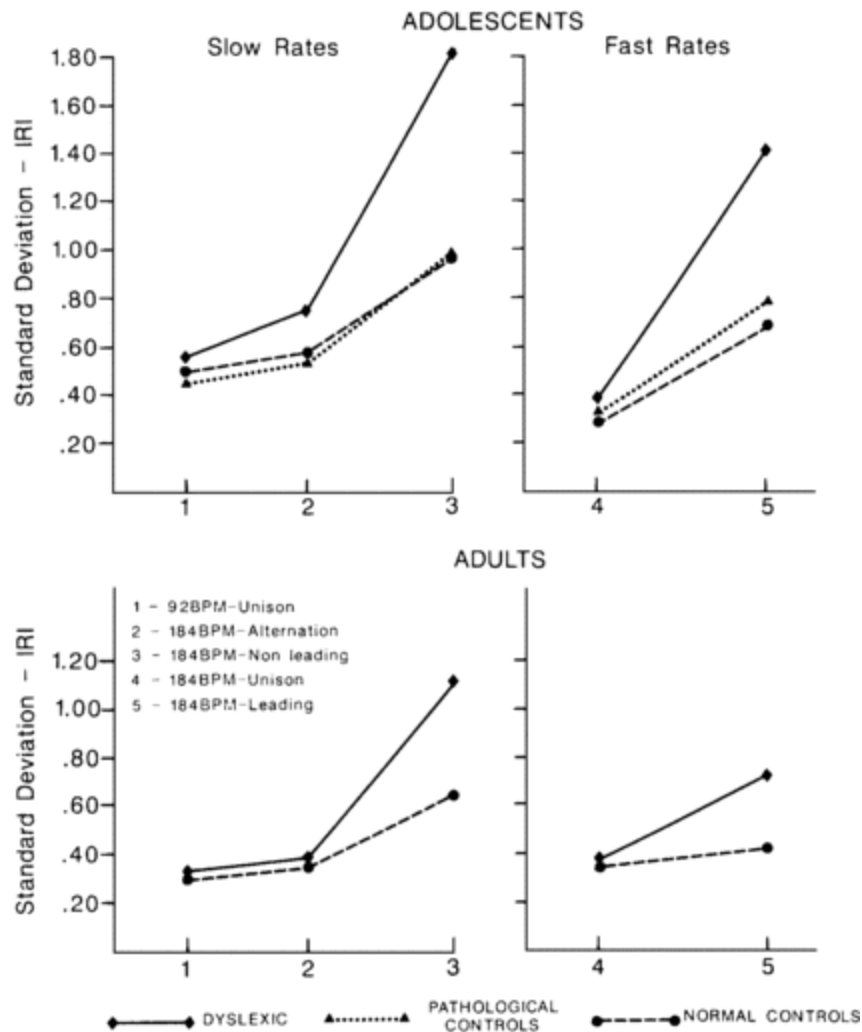 ADOLESCENTS
Slow Rates
Fast Rates
Standard Deviation – IRI
1.80
1.60
1.40
1.20
1.00
.80
.60
.40
.20
1 2 3
4 5
ADULTS
1 - 92BPM-Unison
2 - 184BPM-Alternation
3 - 184BPM-Non leading
4 - 184BPM-Unison
5 - 184BPM-Leading
Standard Deviation – IRI
1.20
1.00
.80
.60
.40
.20
1 2 3
4 5
DYSLEXIC
PATHOLOGICAL
CONTROLS
NORMAL CONTROLS